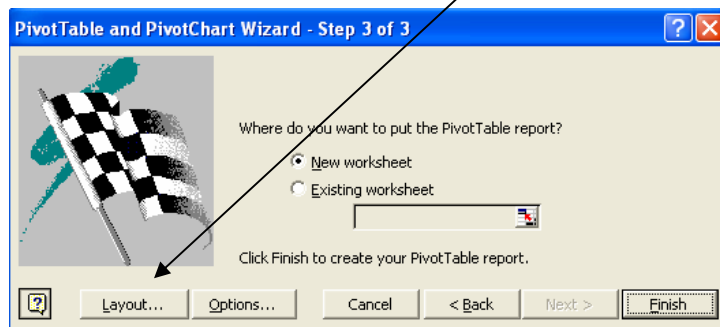 PivotTable and PivotChart Wizard - Step 3 of 3
Where do you want to put the PivotTable report?
New worksheet
Existing worksheet
Click Finish to create your PivotTable report.
Layout... Options... Cancel < Back Next > Finish